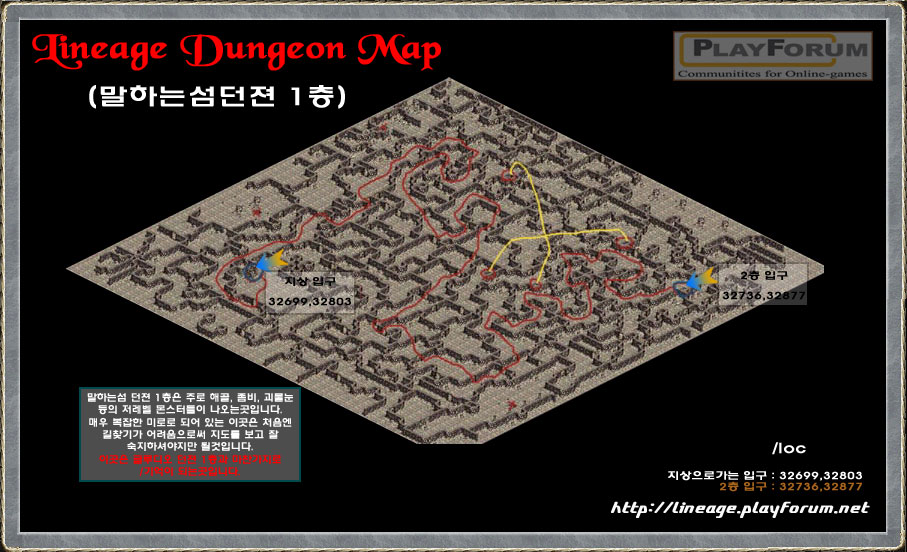 Lineage Dungeon Map
PLAYFORUM
Communitites for Online-games
(말하는섬던젼 1층)
지상 입구
32699,32803
2층 입구
32736,32877
말하는섬 던젼 1층은 주로 해골, 좀비, 괴물눈
등의 저레벨 몬스터들이 나오는곳입니다.
매우 복잡한 미로로 되어 있는 이곳은 처음엔
길찾기가 어려움으로써 지도를 보고 잘
숙지하셔야지만 될것입니다.
/loc
지상으로가는 입구 : 32699,32803
2층 입구 : 32736,32877
http://lineage.playforum.net